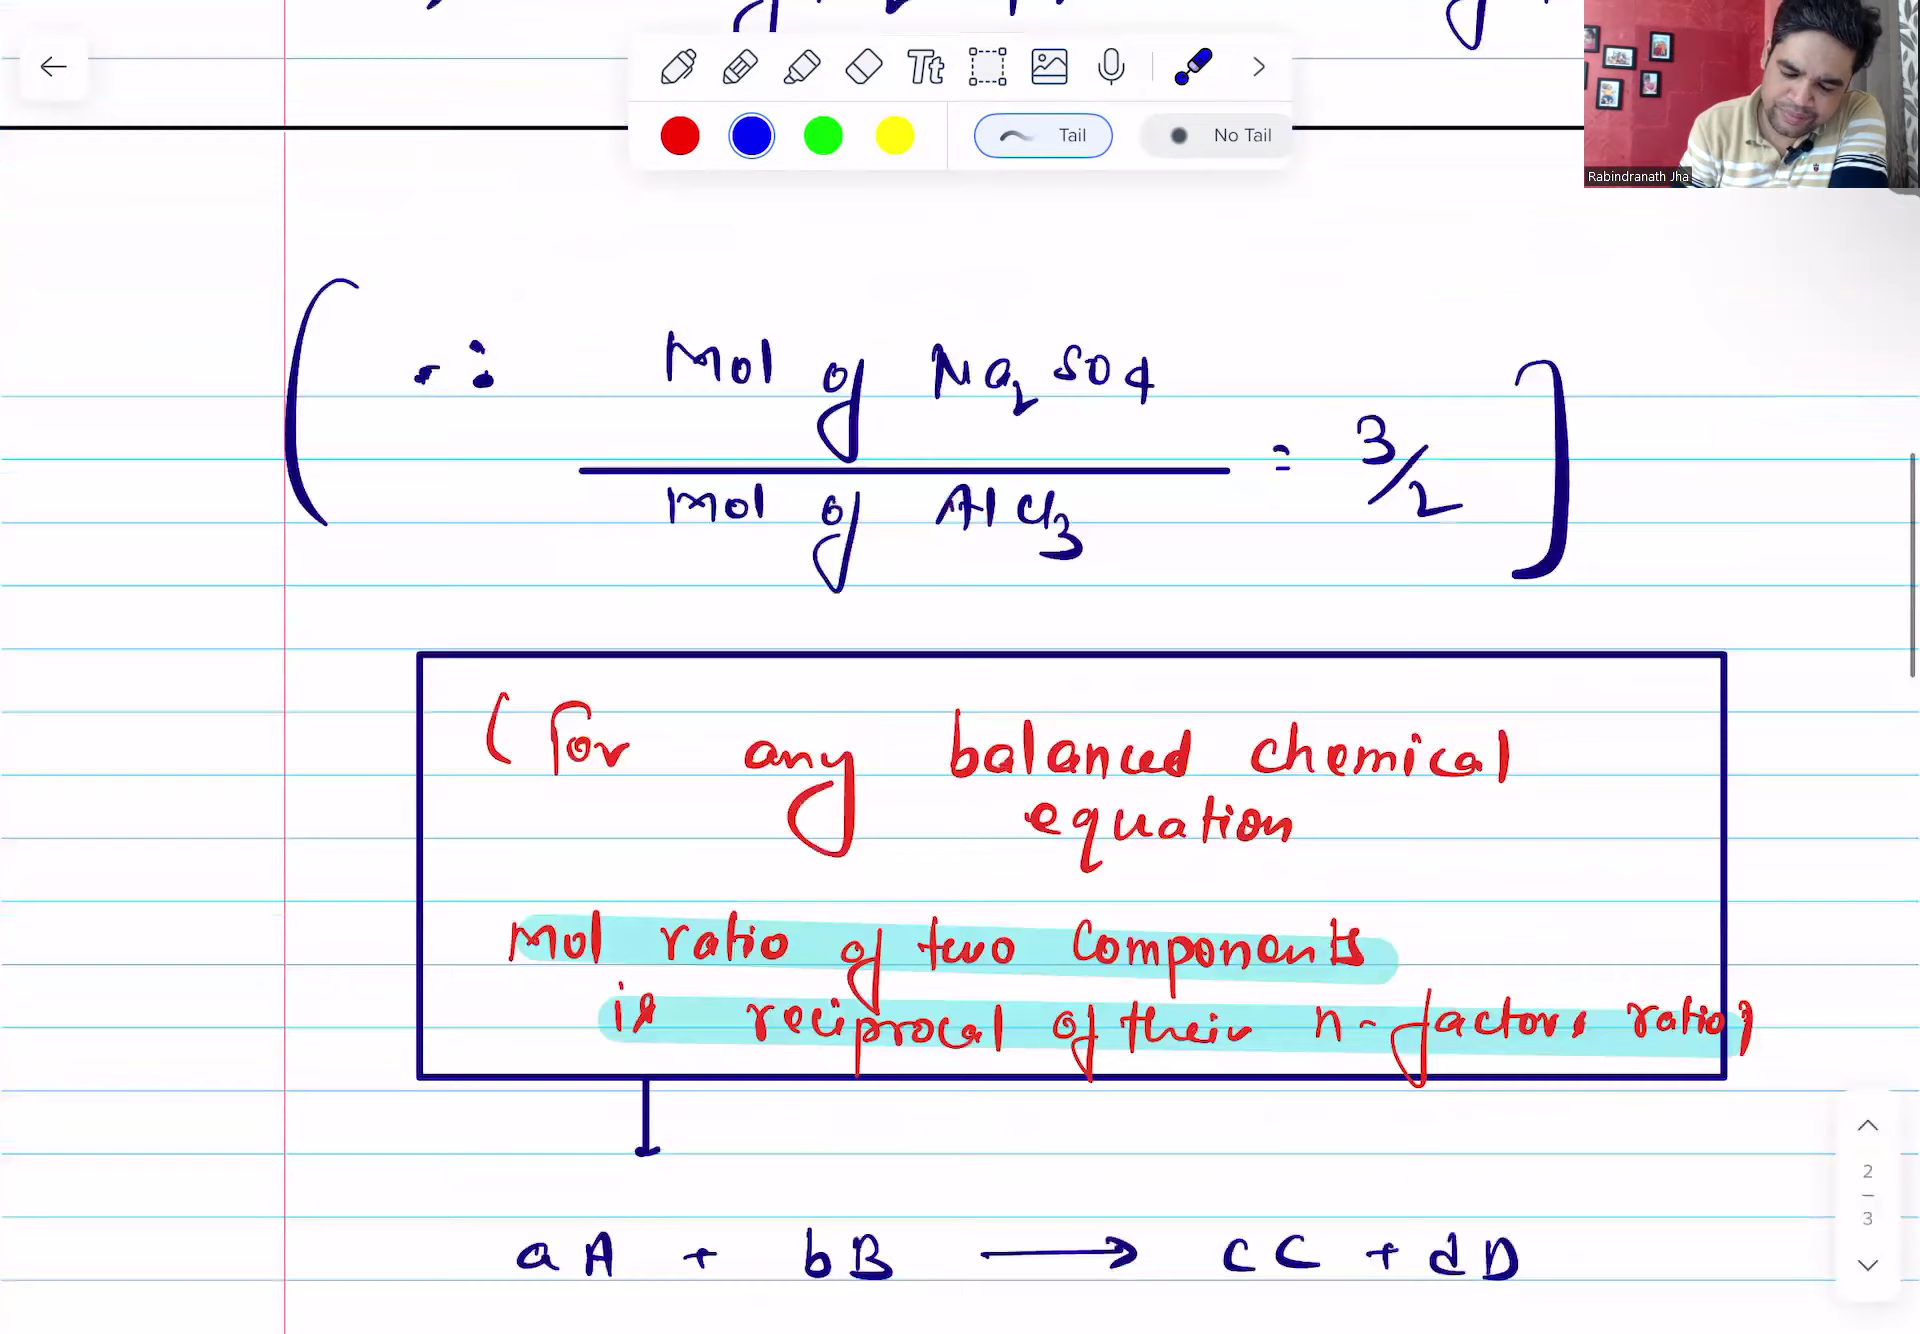 Tt
Tail
No Tail
Rabindranath Jha
∴ Mol of Na2SO4
= 3/2
Mol of AlCl3
(For any balanced chemical
equation
Mol ratio of two components
is reciprocal of their n-factors ratio)
2
3
aA + bB → cC + dD